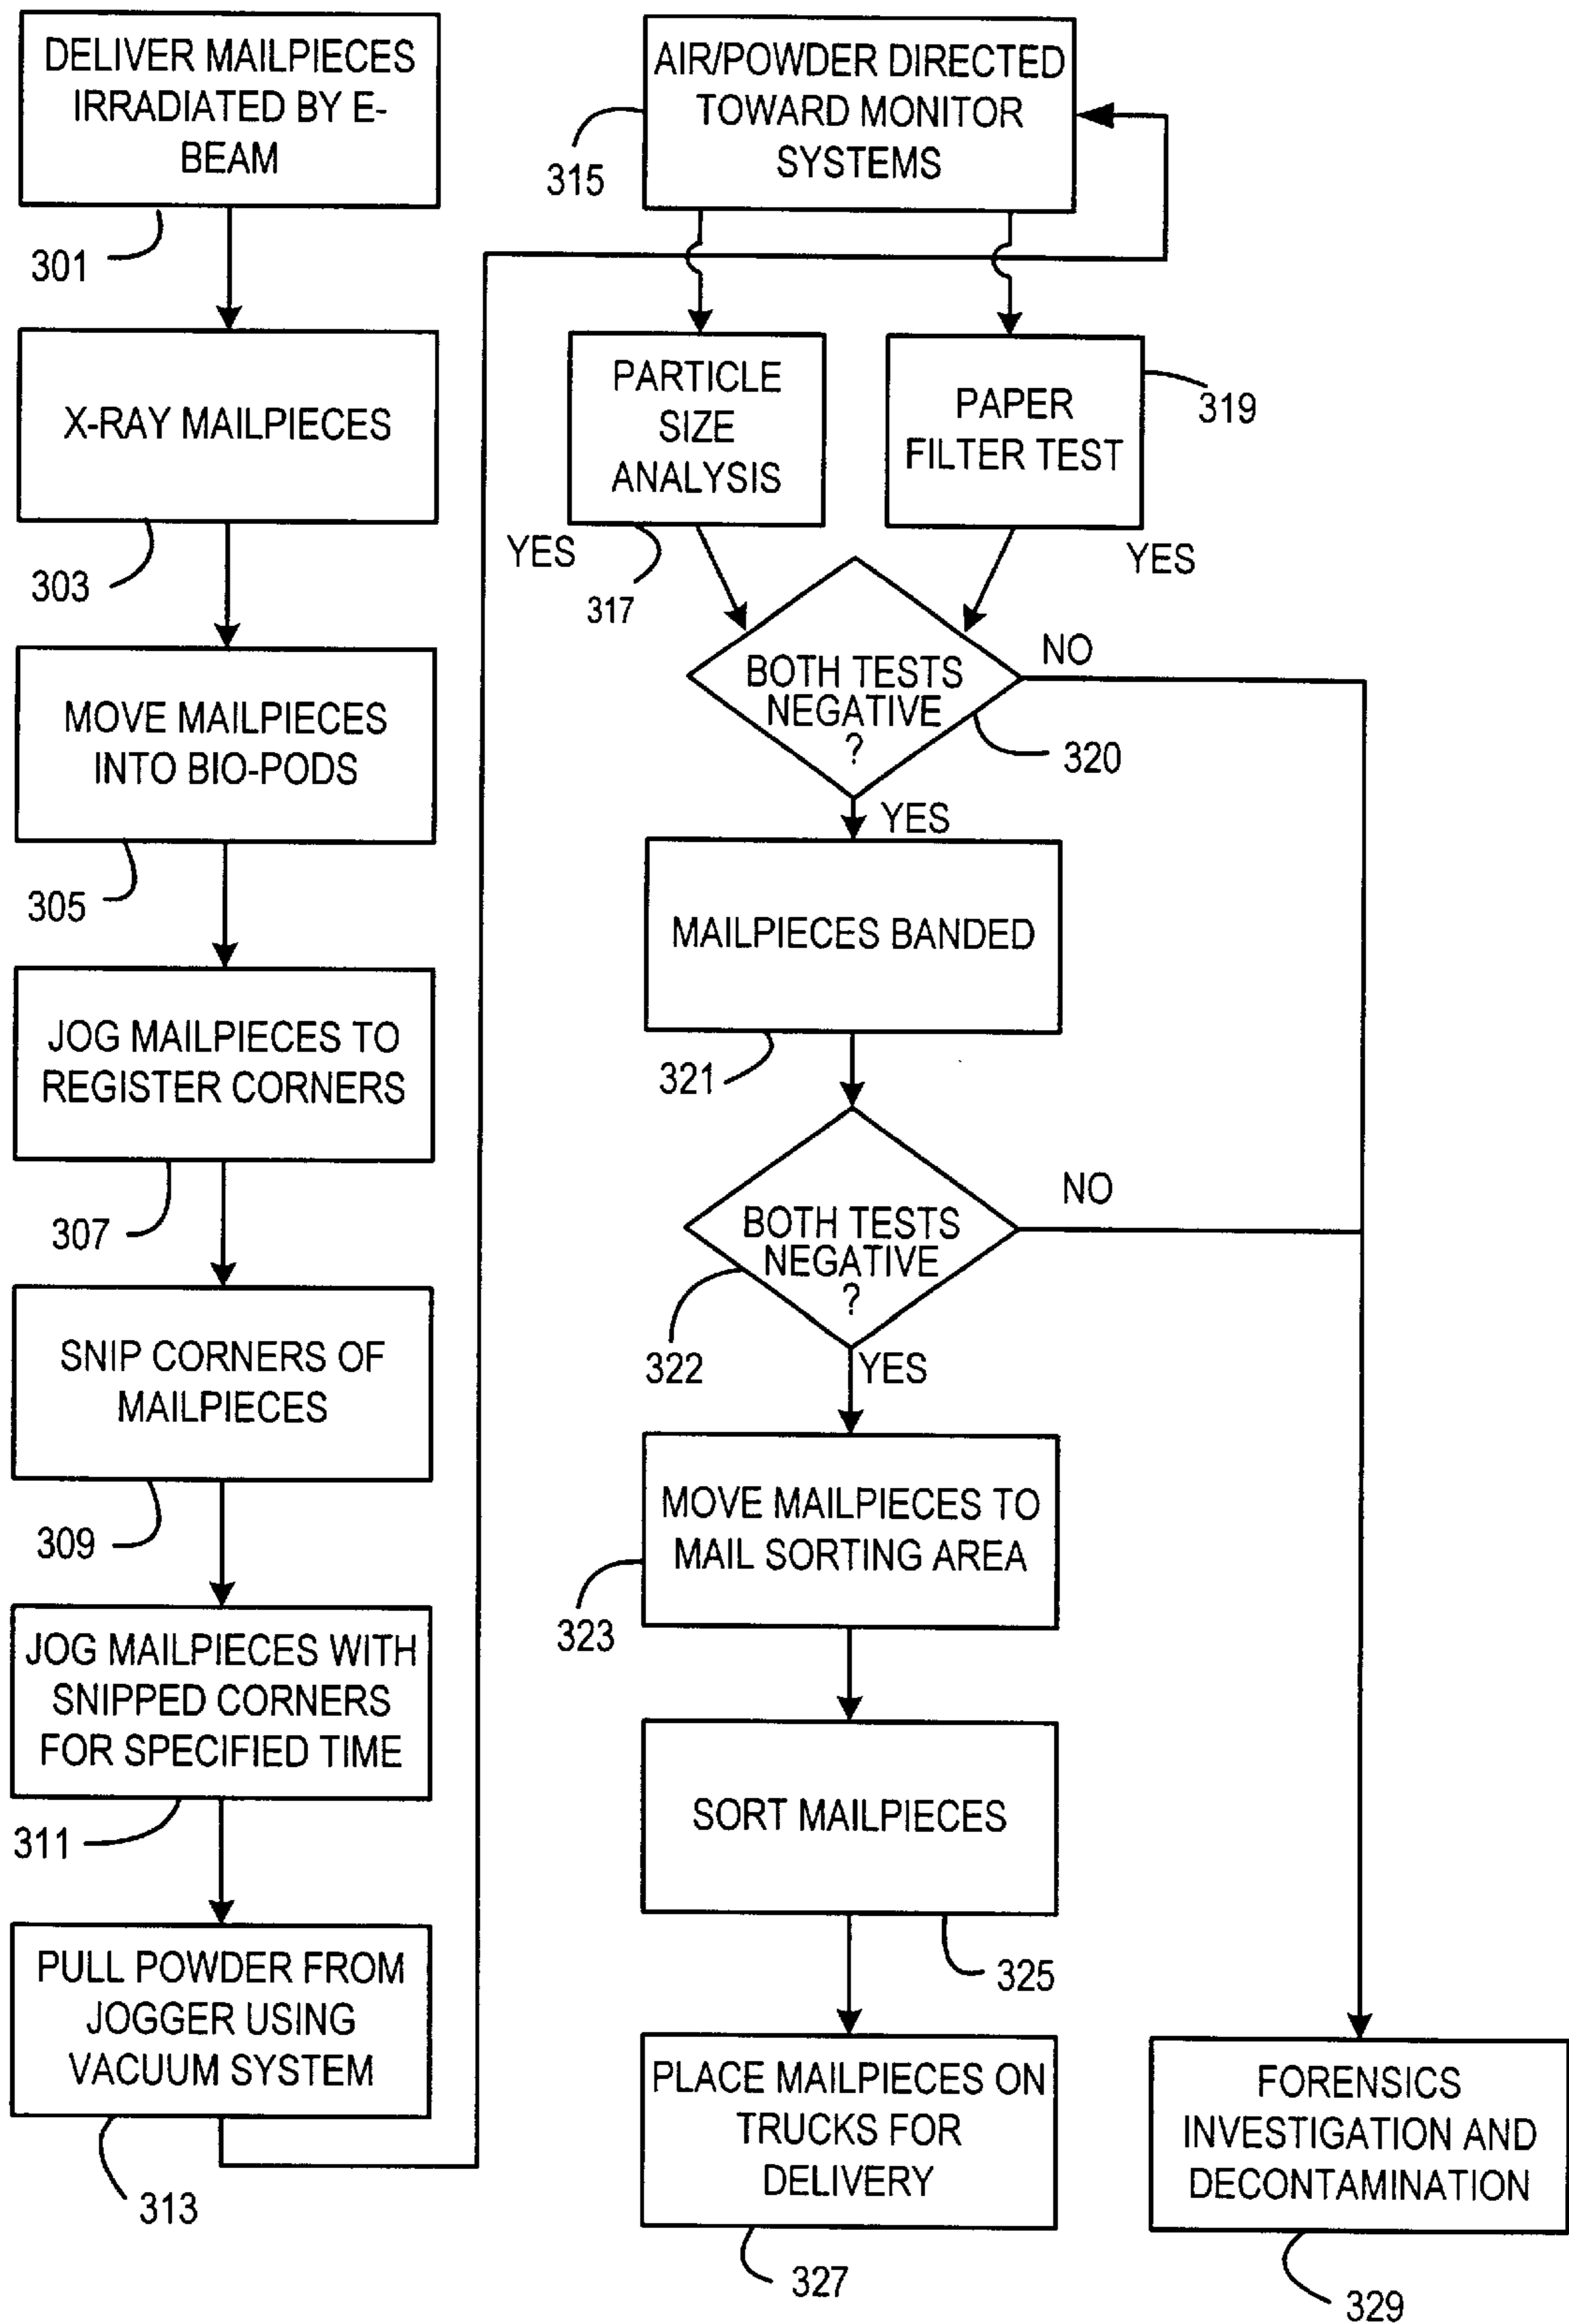 DELIVER MAILPIECES
IRRADIATED BY E-
BEAM
301
X-RAY MAILPIECES
303
MOVE MAILPIECES
INTO BIO-PODS
305
JOG MAILPIECES TO
REGISTER CORNERS
307
SNIP CORNERS OF
MAILPIECES
309
JOG MAILPIECES WITH
SNIPPED CORNERS
FOR SPECIFIED TIME
311
PULL POWDER FROM
JOGGER USING
VACUUM SYSTEM
313
AIR/POWDER DIRECTED
TOWARD MONITOR
SYSTEMS
315
PARTICLE
SIZE
ANALYSIS
YES
317
PAPER
FILTER TEST
319
YES
BOTH TESTS
NEGATIVE
?
NO
320
YES
MAILPIECES BANDED
321
BOTH TESTS
NEGATIVE
?
NO
322
YES
MOVE MAILPIECES TO
MAIL SORTING AREA
323
SORT MAILPIECES
325
PLACE MAILPIECES ON
TRUCKS FOR
DELIVERY
327
FORENSICS
INVESTIGATION AND
DECONTAMINATION
329